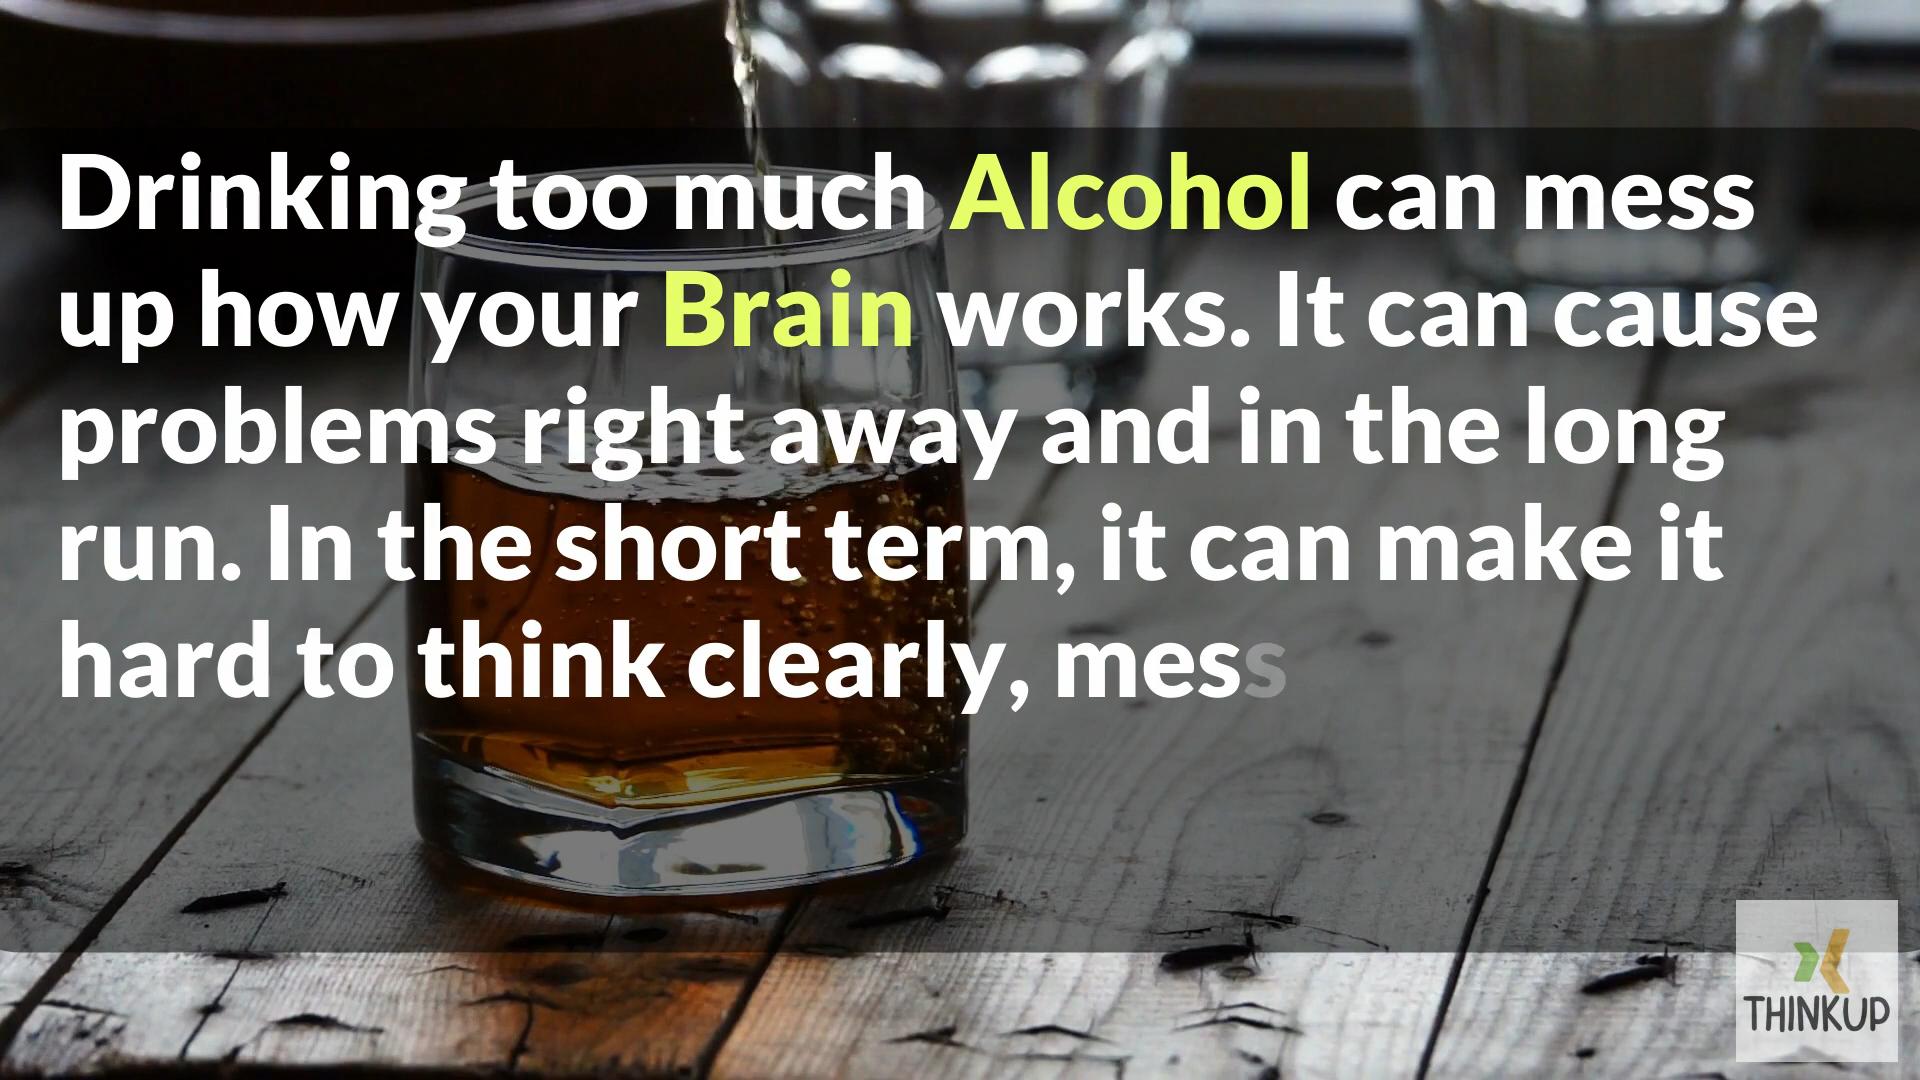 Drinking too much Alcohol can mess
up how your Brain works. It can cause
problems right away and in the long
run. In the short term, it can make it
hard to think clearly, mess
THINKUP